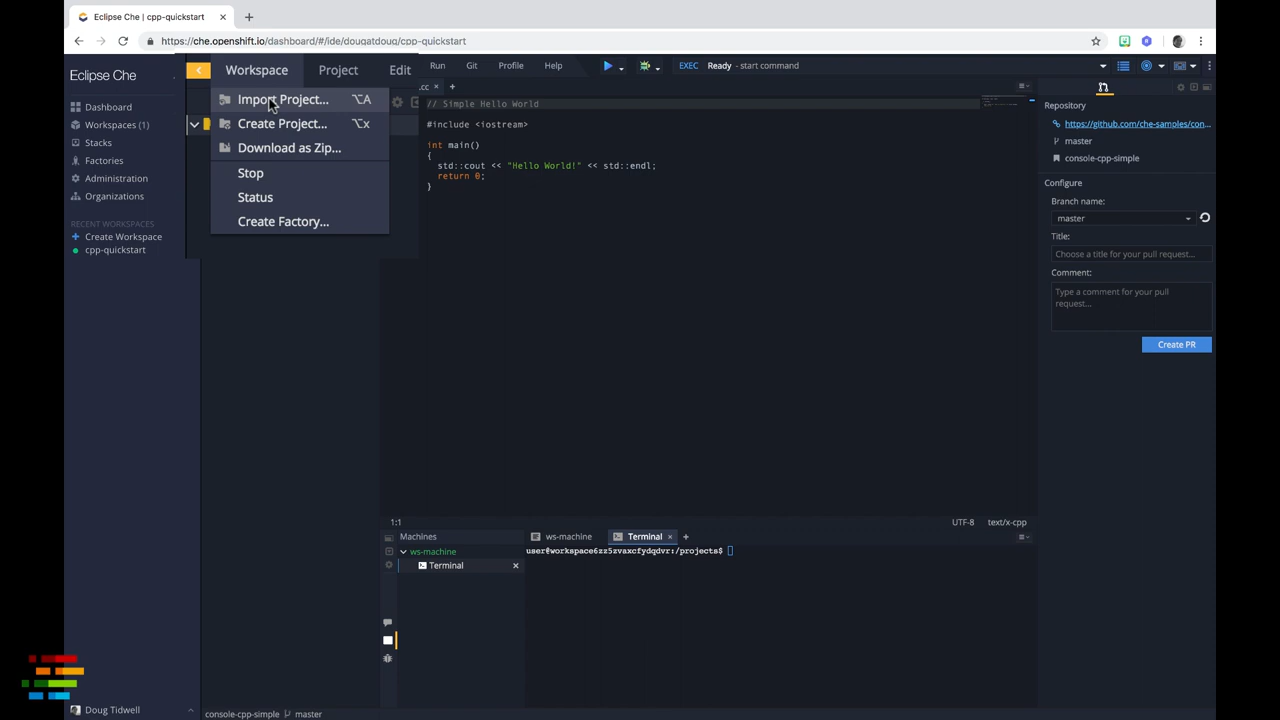 Eclipse Che | cpp-quickstart
https://che.openshift.io/dashboard/#/ide/dougatdoug/cpp-quickstart
Eclipse Che
Dashboard
Workspaces (1)
Stacks
Factories
Administration
Organizations
RECENT WORKSPACES
Create Workspace
cpp-quickstart
Doug Tidwell
Workspace Project Edit Run Git Profile Help EXEC Ready - start command
Import Project... ⌥A
Create Project... ⌥x
Download as Zip...
Stop
Status
Create Factory...
.cc
// Simple Hello World
#include <iostream>
int main()
{
std::cout << "Hello World!" << std::endl;
return 0;
}
1:1 UTF-8 text/x-cpp
Machines
ws-machine
Terminal
ws-machine Terminal
user@workspace6zz5zvaxcfydqdvr:/projects$
console-cpp-simple master
Repository
https://github.com/che-samples/con...
master
console-cpp-simple
Configure
Branch name:
master
Title:
Choose a title for your pull request...
Comment:
Type a comment for your pull
request...
Create PR